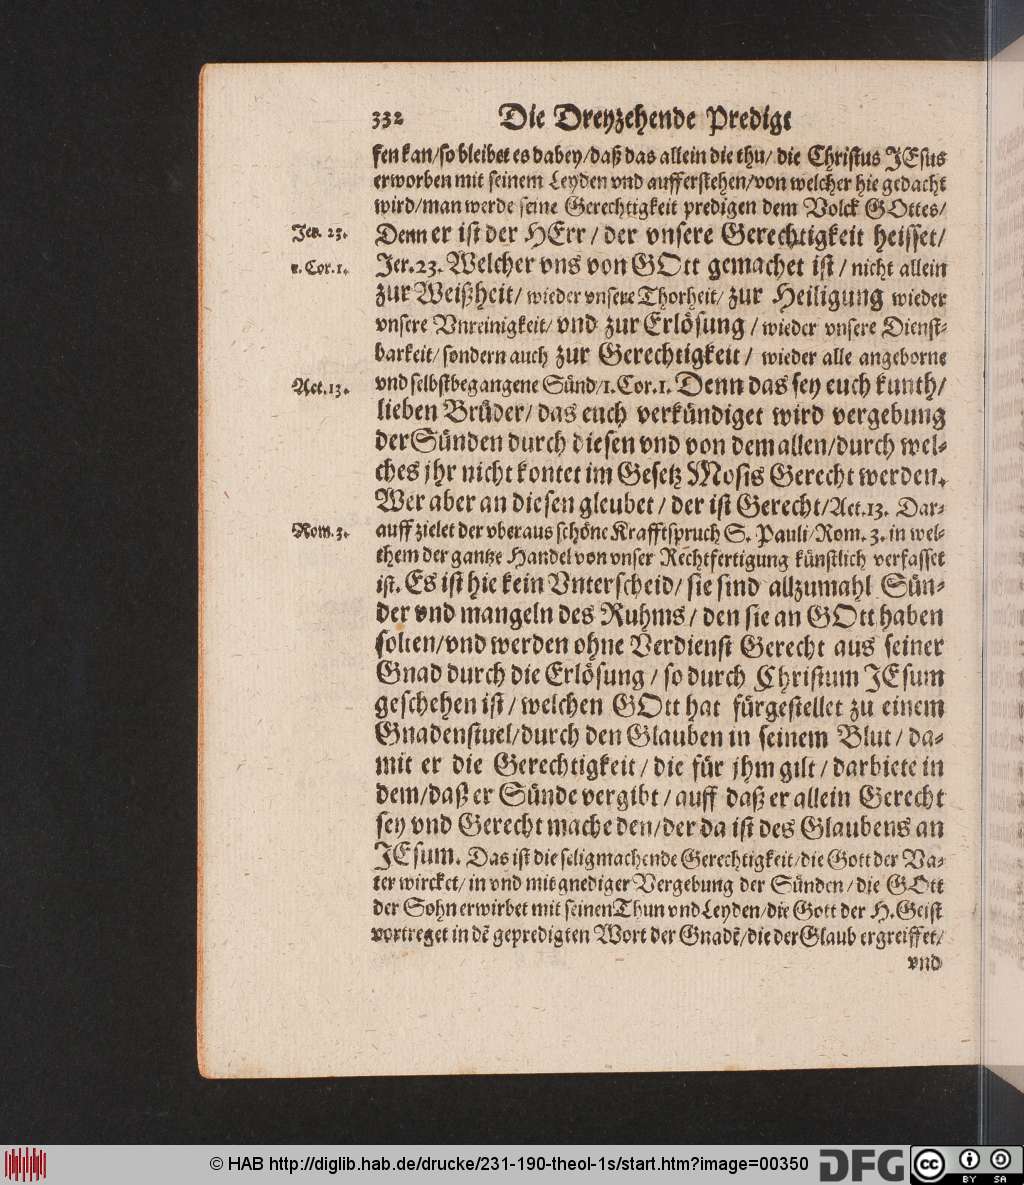 332 Die Dreyzehende Predigt
fen kan/so bleibet es dabey/daß das allein die thu/ die Christus JEsus
erworben mit seinem Leyden vnd aufferstehen/von welcher hie gedacht
wird/man werde seine Gerechtigkeit predigen dem Volck GOttes/
Jer. 23. Denn er ist der HErr/ der vnsere Gerechtigkeit heisset/
1. Cor. 1. Jer. 23. Welcher vns von GOtt gemachet ist/ nicht allein
zur Weißheit/ wieder vnsere Thorheit/ zur Heiligung wieder
vnsere Vnreinigkeit/ vnd zur Erlösung/ wieder vnsere Dienst-
barkeit/ sondern auch zur Gerechtigkeit/ wieder alle angeborne
Act. 13. vnd selbstbegangene Sünd/1. Cor. 1. Denn das sey euch kunth/
lieben Brüder/ das euch verkündiget wird vergebung
der Sünden durch diesen vnd von dem allen/durch wel-
ches jhr nicht kontet im Gesetz Mosis Gerecht werden.
Wer aber an diesen gleubet/ der ist Gerecht/Act. 13. Dar-
Rom. 3. auff zielet der vberaus schöne Krafftspruch S. Pauli/Rom. 3. in wel-
chem der gantze Handel von vnser Rechtfertigung künstlich verfasset
ist. Es ist hie kein Vnterscheid/ sie sind allzumahl Sün-
der vnd mangeln des Ruhms/ den sie an GOtt haben
solten/vnd werden ohne Verdienst Gerecht aus seiner
Gnad durch die Erlösung/ so durch Christum JEsum
geschehen ist/ welchen GOtt hat fürgestellet zu einem
Gnadenstuel/durch den Glauben in seinem Blut/ da-
mit er die Gerechtigkeit/ die für jhm gilt/ darbiete in
dem/daß er Sünde vergibt/ auff daß er allein Gerecht
sey vnd Gerecht mache den/der da ist des Glaubens an
JEsum. Das ist die seligmachende Gerechtigkeit/die Gott der Va-
ter wircket/ in vnd mit gnediger Vergebung der Sünden/ die GOtt
der Sohn erwirbet mit seinen Thun vnd Leyden/die Gott der H. Geist
vortreget in dē gepredigten Wort der Gnadē/die der Glaub ergreiffet/
vnd
© HAB http://diglib.hab.de/drucke/231-190-theol-1s/start.htm?image=00350 DFG cc BY SA